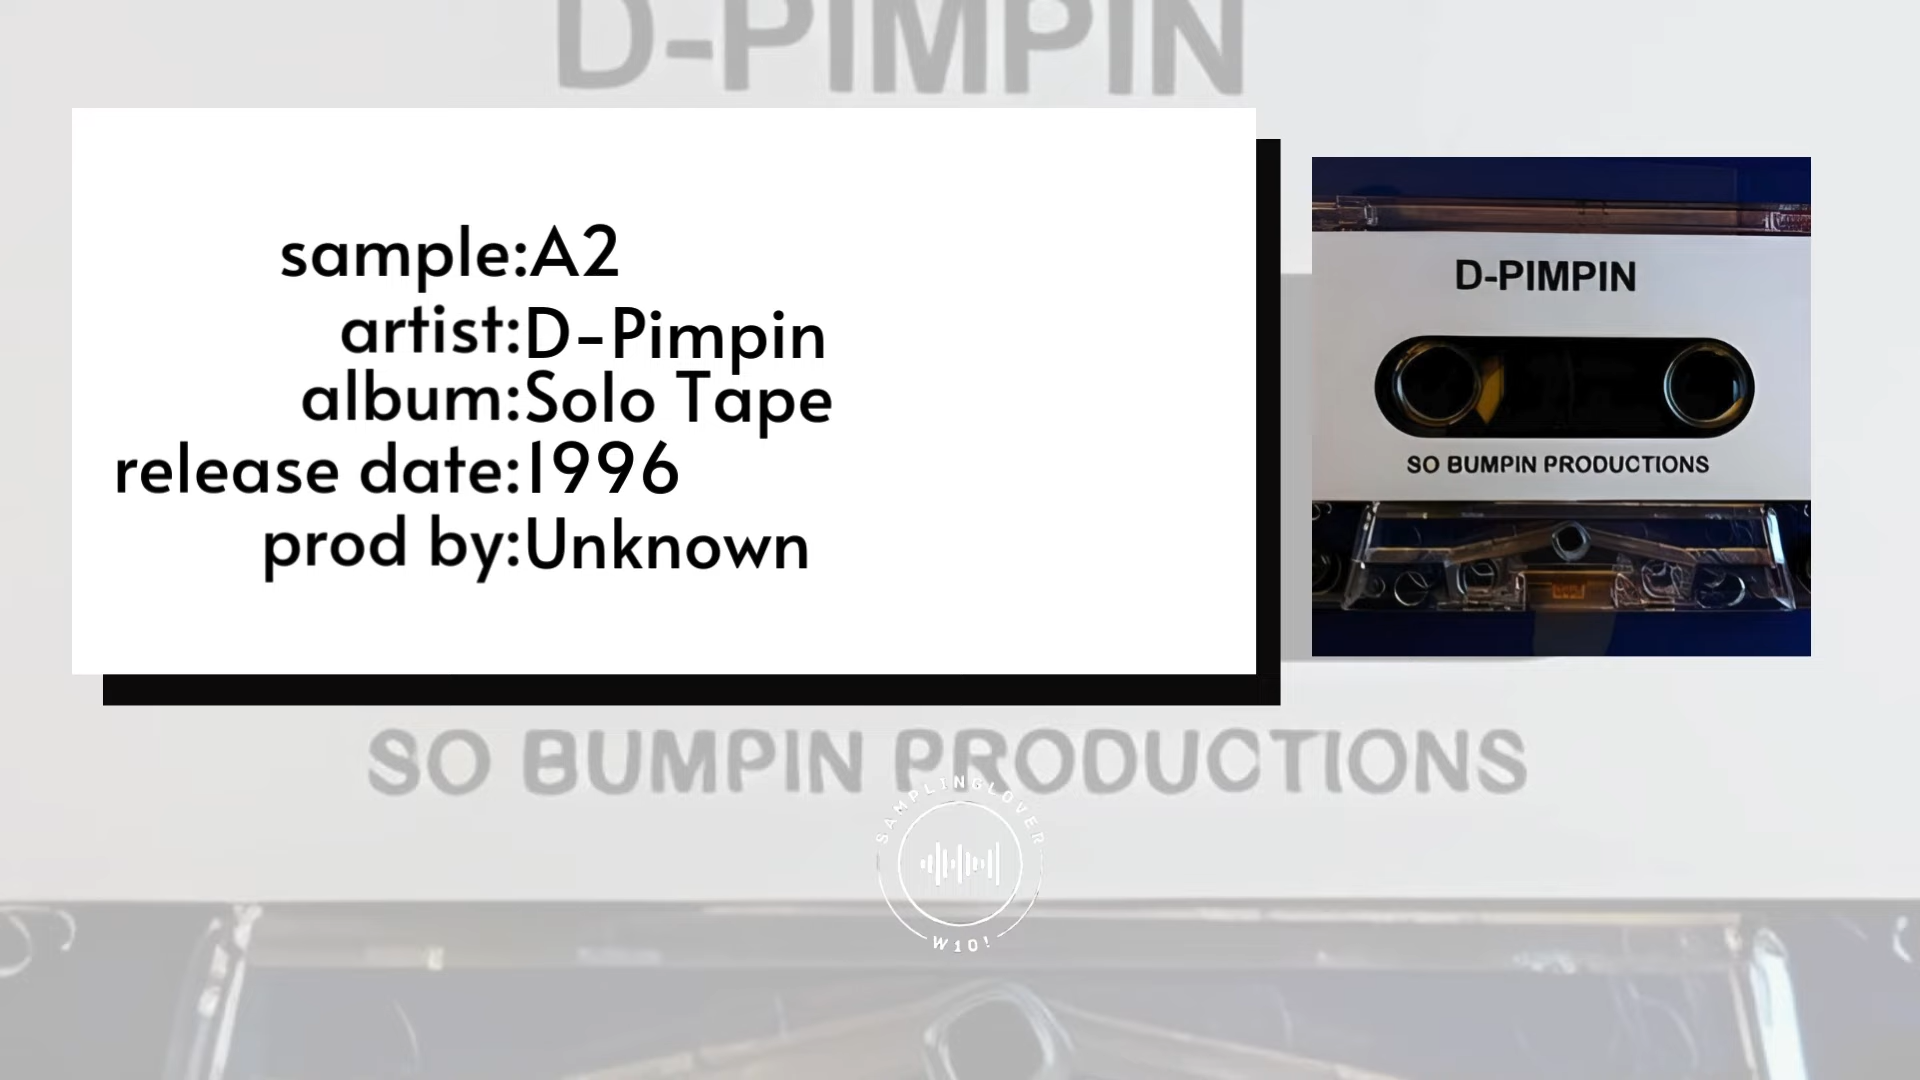 D-PIMPIN
sample:A2
artist:D-Pimpin
album:Solo Tape
release date:1996
prod by:Unknown
D-PIMPIN
SO BUMPIN PRODUCTIONS
SO BUMPIN PRODUCTIONS
SAMPLINGLOVER
W10!